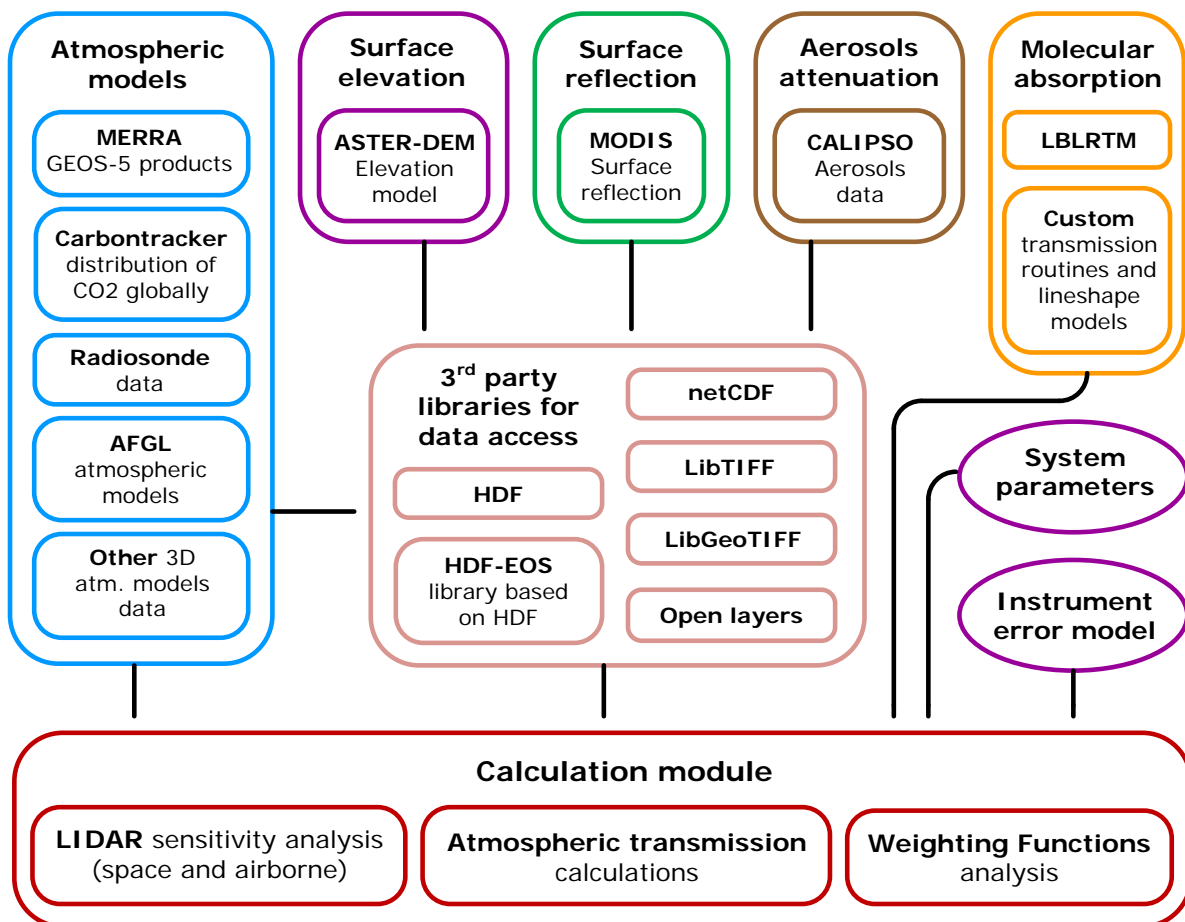 Atmospheric
models
MERRA
GEOS-5 products
Carbontracker
distribution of
CO2 globally
Radiosonde
data
AFGL
atmospheric
models
Other 3D
atm. models
data
Surface
elevation
ASTER-DEM
Elevation
model
Surface
reflection
MODIS
Surface
reflection
Aerosols
attenuation
CALIPSO
Aerosols
data
Molecular
absorption
LBLRTM
Custom
transmission
routines and
lineshape
models
3rd party
libraries for
data access
HDF
HDF-EOS
library based
on HDF
netCDF
LibTIFF
LibGeoTIFF
Open layers
System
parameters
Instrument
error model
Calculation module
LIDAR sensitivity analysis
(space and airborne)
Atmospheric transmission
calculations
Weighting Functions
analysis